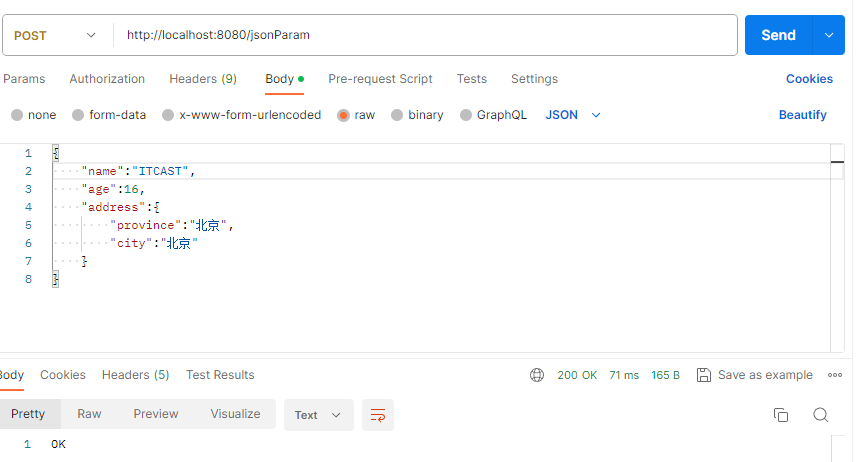 POST http://localhost:8080/jsonParam Send
Params Authorization Headers (9) Body Pre-request Script Tests Settings Cookies
none form-data x-www-form-urlencoded raw binary GraphQL JSON Beautify
1 {
2 "name":"ITCAST",
3 "age":16,
4 "address":{
5 "province":"北京",
6 "city":"北京"
7 }
8 }
Body Cookies Headers (5) Test Results 200 OK 71 ms 165 B Save as example
Pretty Raw Preview Visualize Text
1 OK